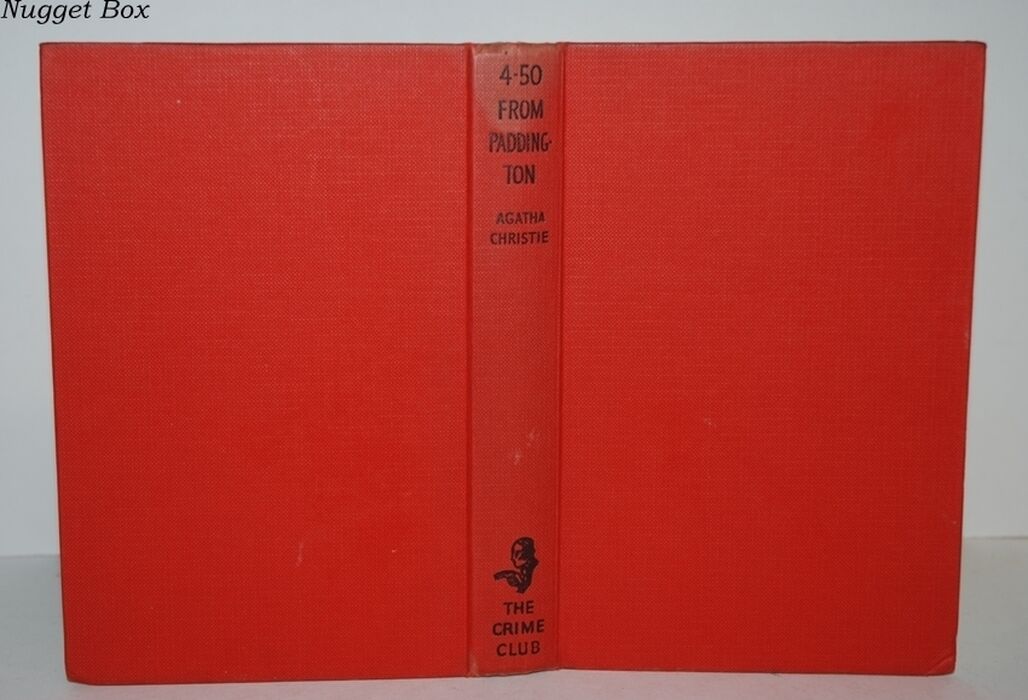 Nugget Box
4-50
FROM
PADDING-
TON
AGATHA
CHRISTIE
THE
CRIME
CLUB